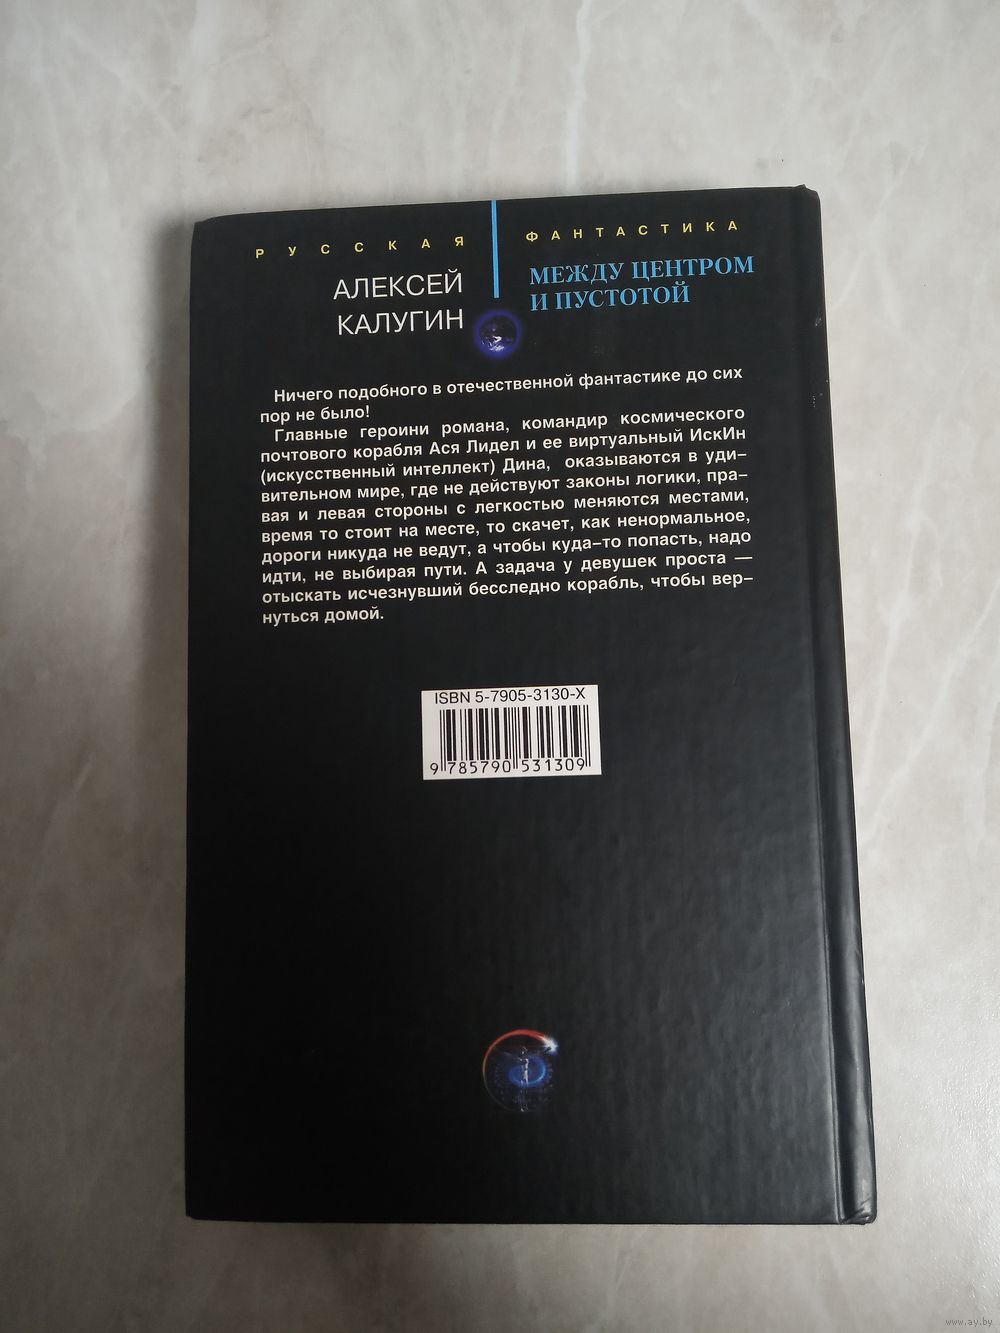 РУССКАЯ ФАНТАСТИКА
АЛЕКСЕЙ
КАЛУГИН
МЕЖДУ ЦЕНТРОМ
И ПУСТОТОЙ
Ничего подобного в отечественной фантастике до сих
пор не было!
Главные героини романа, командир космического
почтового корабля Ася Лидел и ее виртуальный ИскИн
(искусственный интеллект) Дина, оказываются в уди-
вительном мире, где не действуют законы логики, пра-
вая и левая стороны с легкостью меняются местами,
время то стоит на месте, то скачет, как ненормальное,
дороги никуда не ведут, а чтобы куда-то попасть, надо
идти, не выбирая пути. А задача у девушек проста —
отыскать исчезнувший бесследно корабль, чтобы вер-
нуться домой.
ISBN 5-7905-3130-X
9 785790 531309
www.ay.by